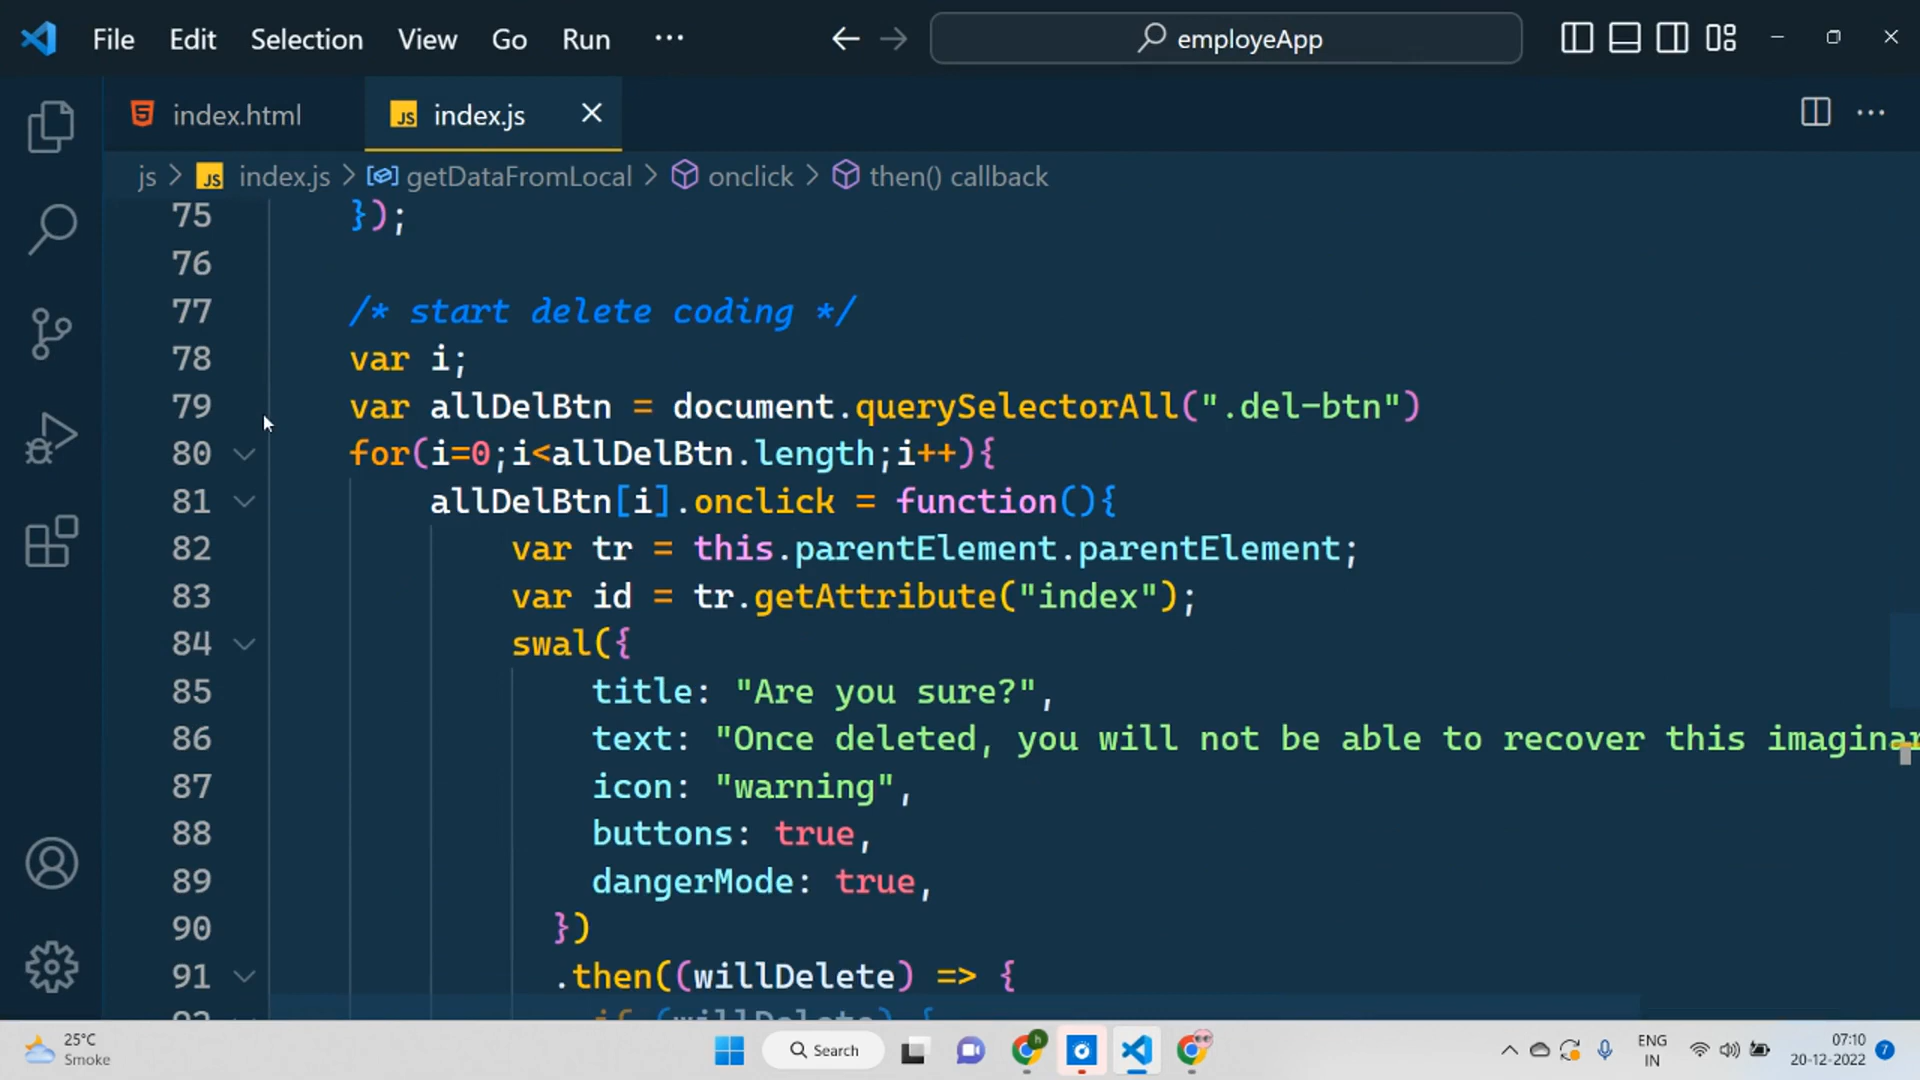 File Edit Selection View Go Run ··· employeApp
index.html index.js
js > index.js > getDataFromLocal > onclick > then() callback
75 });
76
77 /* start delete coding */
78 var i;
79 var allDelBtn = document.querySelectorAll(".del-btn")
80 for(i=0;i<allDelBtn.length;i++){
81 allDelBtn[i].onclick = function(){
82 var tr = this.parentElement.parentElement;
83 var id = tr.getAttribute("index");
84 swal({
85 title: "Are you sure?",
86 text: "Once deleted, you will not be able to recover this imaginar
87 icon: "warning",
88 buttons: true,
89 dangerMode: true,
90 })
91 .then((willDelete) => {
92 if (willDelete) {
25°C
Smoke
Search
ENG
IN
07:10
20-12-2022
7